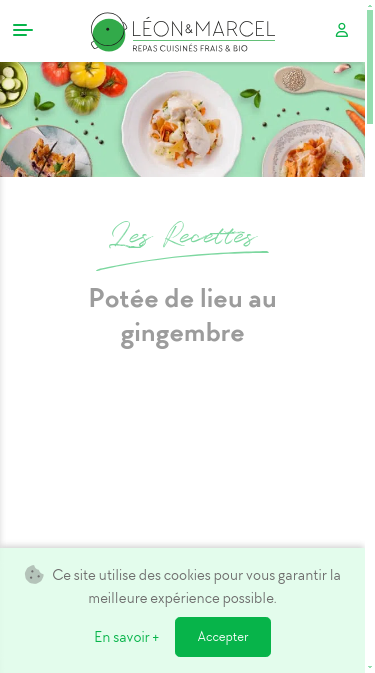 LÉON&MARCEL
REPAS CUISINÉS FRAIS & BIO
Les Recettes
Potée de lieu au
gingembre
Ce site utilise des cookies pour vous garantir la
meilleure expérience possible.
En savoir +
Accepter